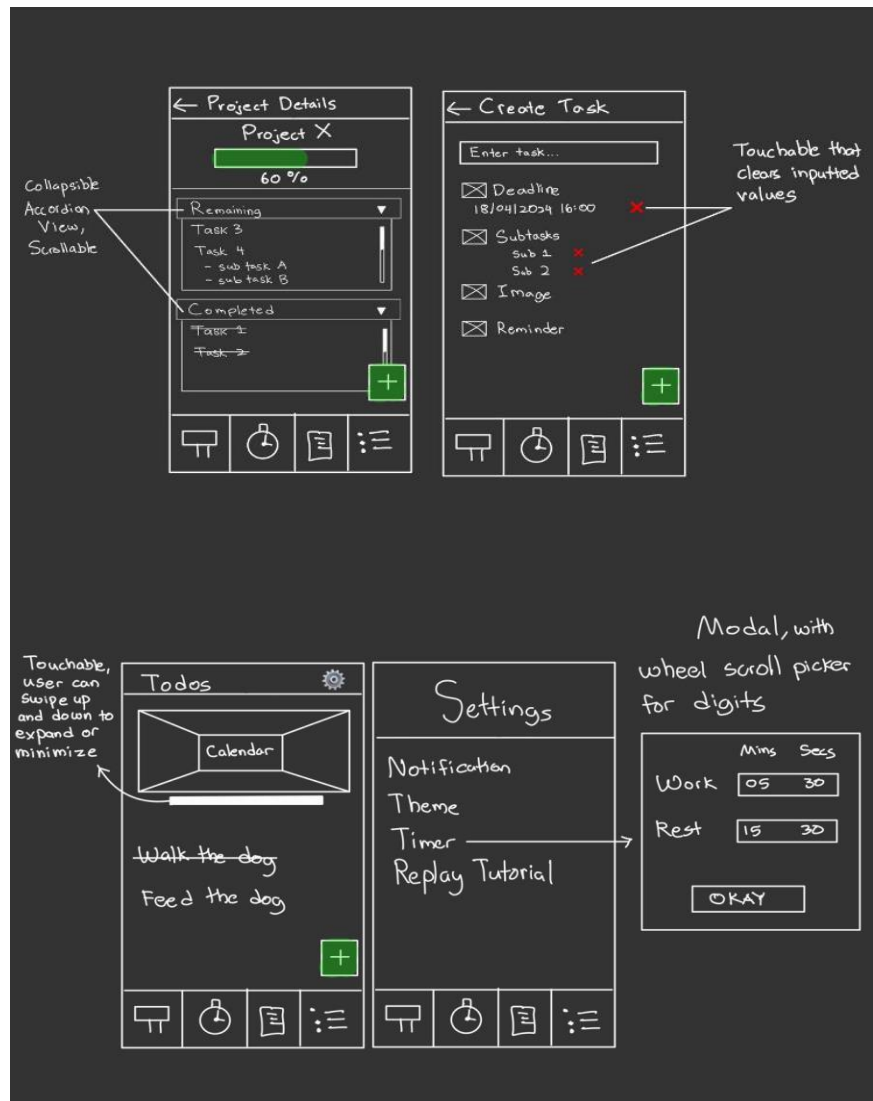 Project Details
Project X
60 %
Remaining
Task 3
Task 4
- sub task A
- sub task B
Completed
Task 1
Task 2
Collapsible
Accordion
View,
Scrollable
Create Task
Enter task...
Deadline
18/04/2024 16:00
Subtasks
Sub 1
Sub 2
Image
Reminder
Touchable that
clears inputted
values
Touchable,
user can
swipe up
and down to
expand or
minimize
Todos
Calendar
Walk the dog
Feed the dog
Settings
Notification
Theme
Timer
Replay Tutorial
Modal, with
wheel scroll picker
for digits
Mins Secs
Work 05 30
Rest 15 30
OKAY